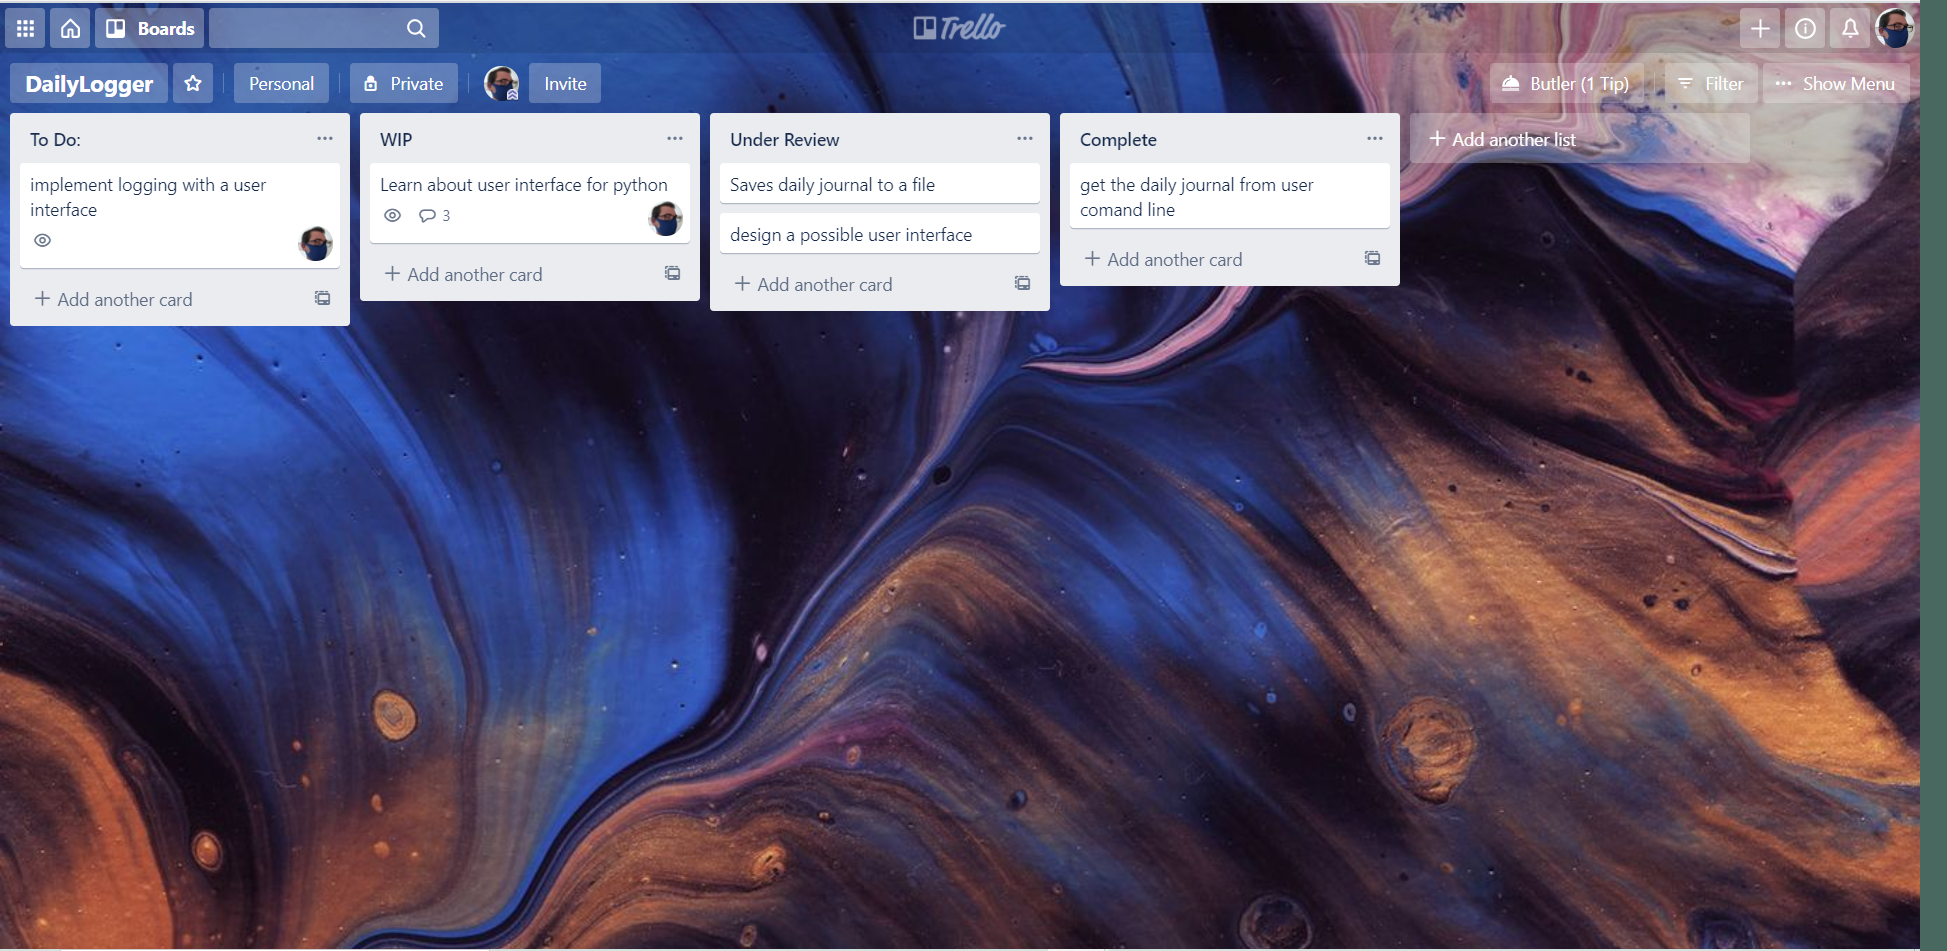 Boards
Trello
DailyLogger
Personal
Private
Invite
Butler (1 Tip)
Filter
Show Menu
To Do:
implement logging with a user
interface
Add another card
WIP
Learn about user interface for python
3
Add another card
Under Review
Saves daily journal to a file
design a possible user interface
Add another card
Complete
get the daily journal from user
comand line
Add another card
Add another list